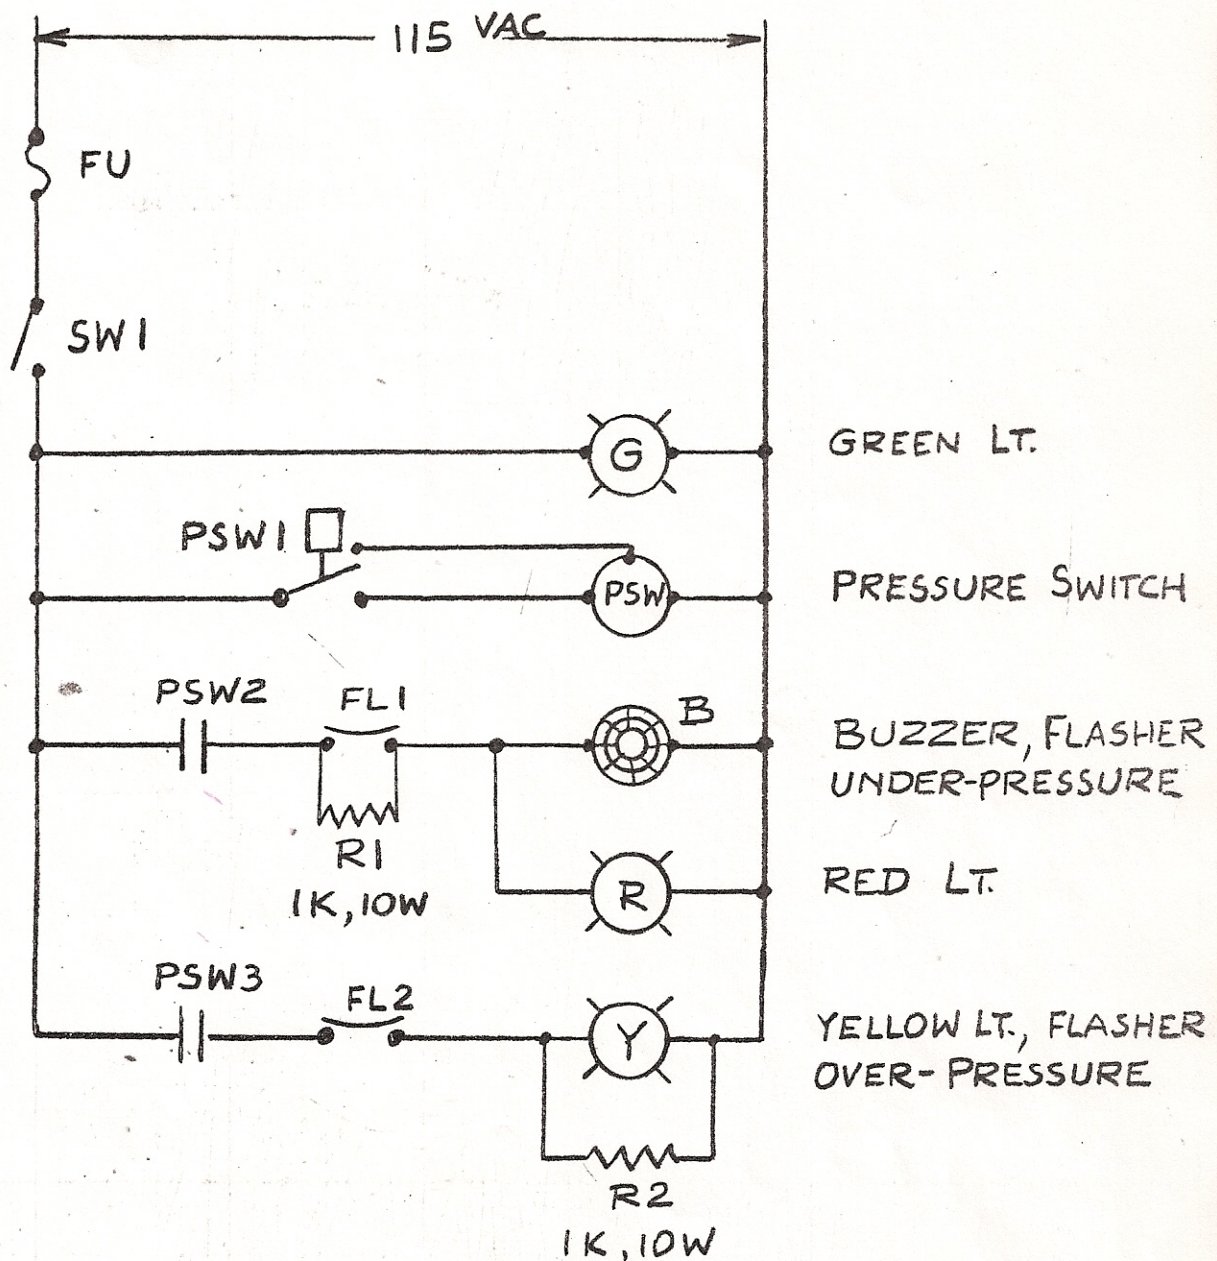 115 VAC
FU
SW1
G
GREEN LT.
PSW1
PSW
PRESSURE SWITCH
PSW2
FL1
B
BUZZER, FLASHER
UNDER-PRESSURE
R1
1K, 10W
R
RED LT.
PSW3
FL2
Y
YELLOW LT., FLASHER
OVER-PRESSURE
R2
1K, 10W